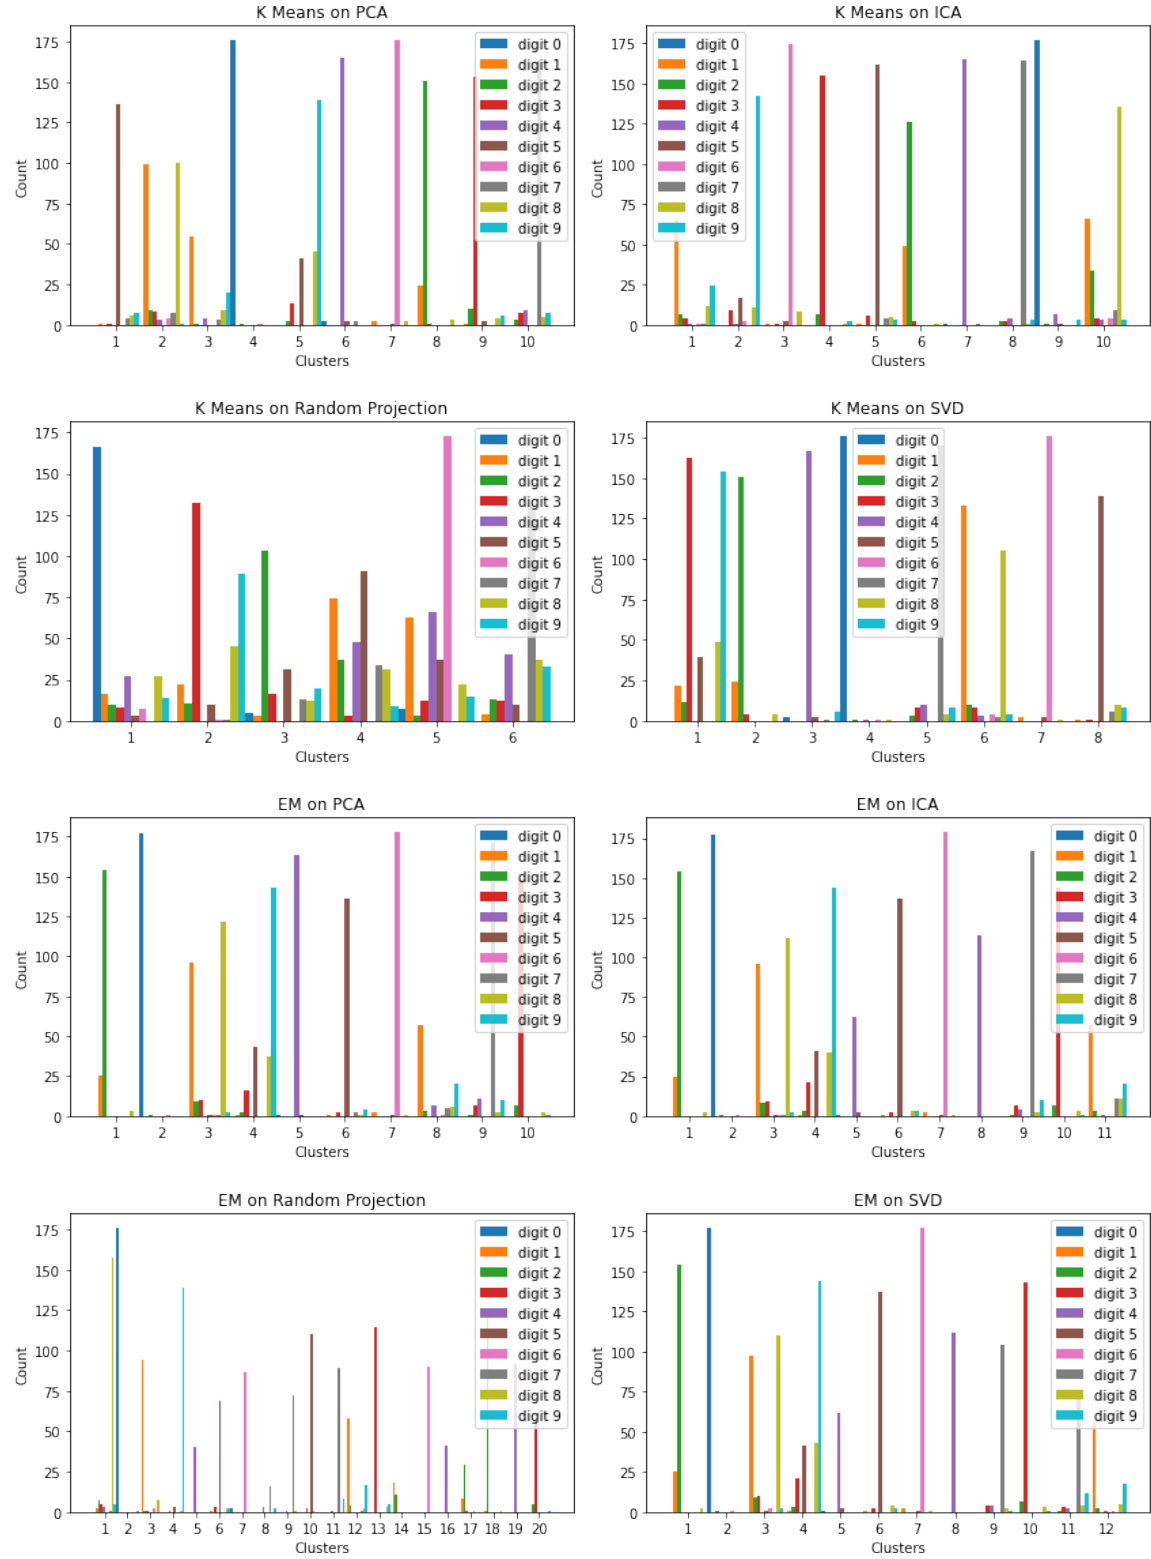 K Means on PCA
175
150
125
100
75
50
25
0
Count
1 2 3 4 5 6 7 8 9 10
Clusters
digit 0
digit 1
digit 2
digit 3
digit 4
digit 5
digit 6
digit 7
digit 8
digit 9
K Means on ICA
175
150
125
100
75
50
25
0
Count
1 2 3 4 5 6 7 8 9 10
Clusters
digit 0
digit 1
digit 2
digit 3
digit 4
digit 5
digit 6
digit 7
digit 8
digit 9
K Means on Random Projection
175
150
125
100
75
50
25
0
Count
1 2 3 4 5 6
Clusters
digit 0
digit 1
digit 2
digit 3
digit 4
digit 5
digit 6
digit 7
digit 8
digit 9
K Means on SVD
175
150
125
100
75
50
25
0
Count
1 2 3 4 5 6 7 8
Clusters
digit 0
digit 1
digit 2
digit 3
digit 4
digit 5
digit 6
digit 7
digit 8
digit 9
EM on PCA
175
150
125
100
75
50
25
0
Count
1 2 3 4 5 6 7 8 9 10
Clusters
digit 0
digit 1
digit 2
digit 3
digit 4
digit 5
digit 6
digit 7
digit 8
digit 9
EM on ICA
175
150
125
100
75
50
25
0
Count
1 2 3 4 5 6 7 8 9 10 11
Clusters
digit 0
digit 1
digit 2
digit 3
digit 4
digit 5
digit 6
digit 7
digit 8
digit 9
EM on Random Projection
175
150
125
100
75
50
25
0
Count
1 2 3 4 5 6 7 8 9 10 11 12 13 14 15 16 17 18 19 20
Clusters
digit 0
digit 1
digit 2
digit 3
digit 4
digit 5
digit 6
digit 7
digit 8
digit 9
EM on SVD
175
150
125
100
75
50
25
0
Count
1 2 3 4 5 6 7 8 9 10 11 12
Clusters
digit 0
digit 1
digit 2
digit 3
digit 4
digit 5
digit 6
digit 7
digit 8
digit 9